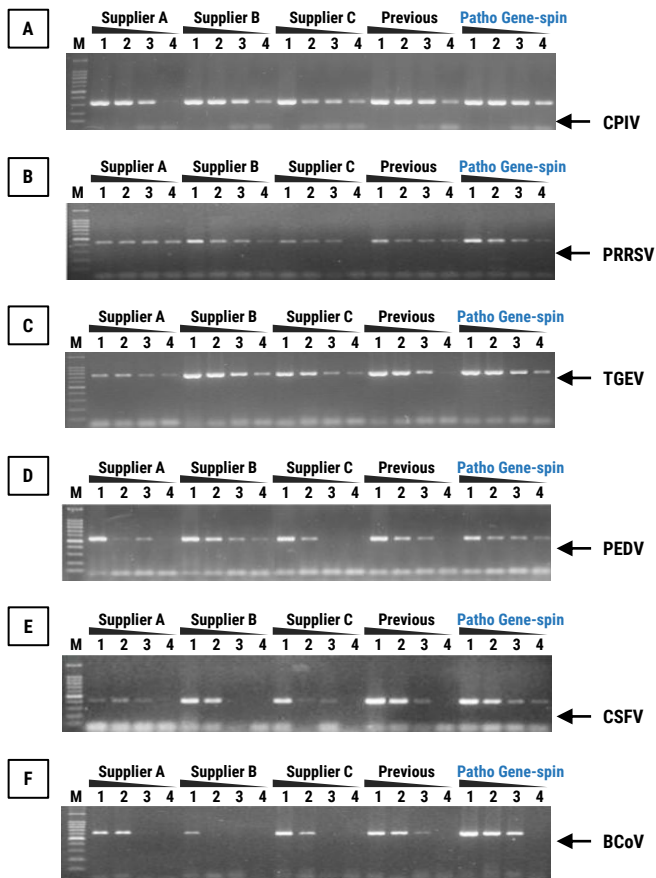 A
Supplier A Supplier B Supplier C Previous Patho Gene-spin
M 1 2 3 4 1 2 3 4 1 2 3 4 1 2 3 4 1 2 3 4
CPIV
B
Supplier A Supplier B Supplier C Previous Patho Gene-spin
M 1 2 3 4 1 2 3 4 1 2 3 4 1 2 3 4 1 2 3 4
PRRSV
C
Supplier A Supplier B Supplier C Previous Patho Gene-spin
M 1 2 3 4 1 2 3 4 1 2 3 4 1 2 3 4 1 2 3 4
TGEV
D
Supplier A Supplier B Supplier C Previous Patho Gene-spin
M 1 2 3 4 1 2 3 4 1 2 3 4 1 2 3 4 1 2 3 4
PEDV
E
Supplier A Supplier B Supplier C Previous Patho Gene-spin
M 1 2 3 4 1 2 3 4 1 2 3 4 1 2 3 4 1 2 3 4
CSFV
F
Supplier A Supplier B Supplier C Previous Patho Gene-spin
M 1 2 3 4 1 2 3 4 1 2 3 4 1 2 3 4 1 2 3 4
BCoV